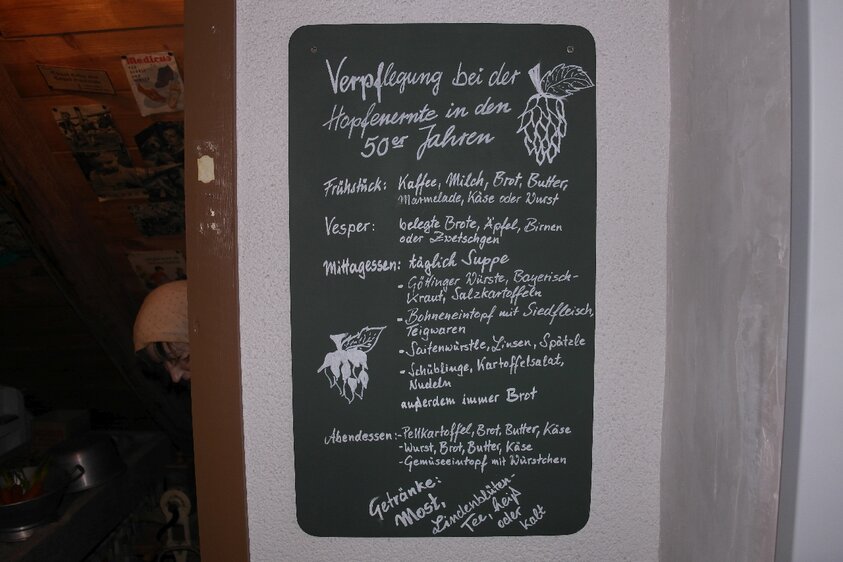 Medicus
Verpflegung bei der
Hopfenernte in den
50er Jahren
Frühstück: Kaffee, Milch, Brot, Butter,
Marmelade, Käse oder Wurst
Vesper: belegte Brote, Äpfel, Birnen
oder Zwetschgen
Mittagessen: täglich Suppe
- Göttinger Würste, Bayerisch-
Kraut, Salzkartoffeln
- Bohneneintopf mit Siedfleisch,
Teigwaren
- Saitenwürstle, Linsen, Spätzle
- Schüblinge, Kartoffelsalat,
Nudeln
außerdem immer Brot
Abendessen: - Pellkartoffel, Brot, Butter, Käse
- Wurst, Brot, Butter, Käse
- Gemüseeintopf mit Würstchen
Getränke:
Most,
Lindenblüten-
Tee, heiß
oder
kalt